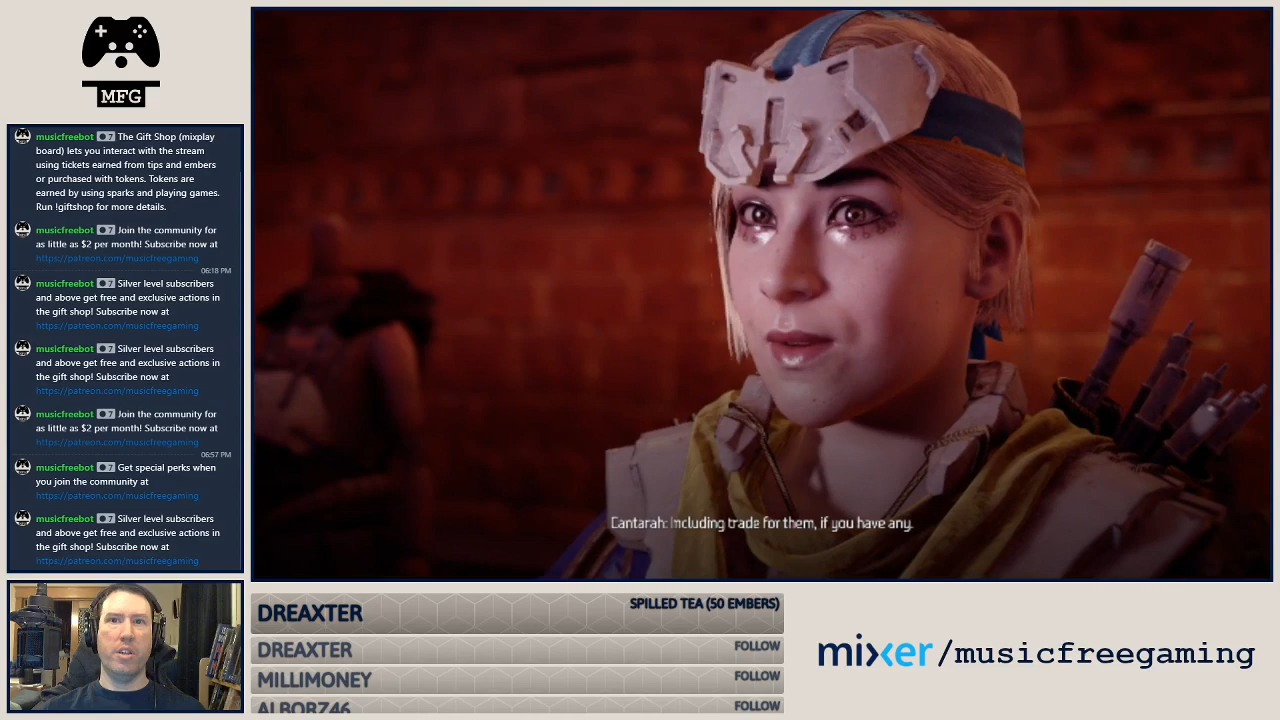 MFG
musicfreebot 7 The Gift Shop (mixplay
board) lets you interact with the stream
using tickets earned from tips and embers
or purchased with tokens. Tokens are
earned by using sparks and playing games.
Run !giftshop for more details.
musicfreebot 7 Join the community for
as little as $2 per month! Subscribe now at
https://patreon.com/musicfreegaming
06:18 PM
musicfreebot 7 Silver level subscribers
and above get free and exclusive actions in
the gift shop! Subscribe now at
https://patreon.com/musicfreegaming
musicfreebot 7 Silver level subscribers
and above get free and exclusive actions in
the gift shop! Subscribe now at
https://patreon.com/musicfreegaming
musicfreebot 7 Join the community for
as little as $2 per month! Subscribe now at
https://patreon.com/musicfreegaming
06:57 PM
musicfreebot 7 Get special perks when
you join the community at
https://patreon.com/musicfreegaming
musicfreebot 7 Silver level subscribers
and above get free and exclusive actions in
the gift shop! Subscribe now at
https://patreon.com/musicfreegaming
Cantarah: Including trade for them, if you have any.
DREAXTER SPILLED TEA (50 EMBERS)
DREAXTER FOLLOW
MILLIMONEY FOLLOW
ALBORZ46 FOLLOW
mixer/musicfreegaming